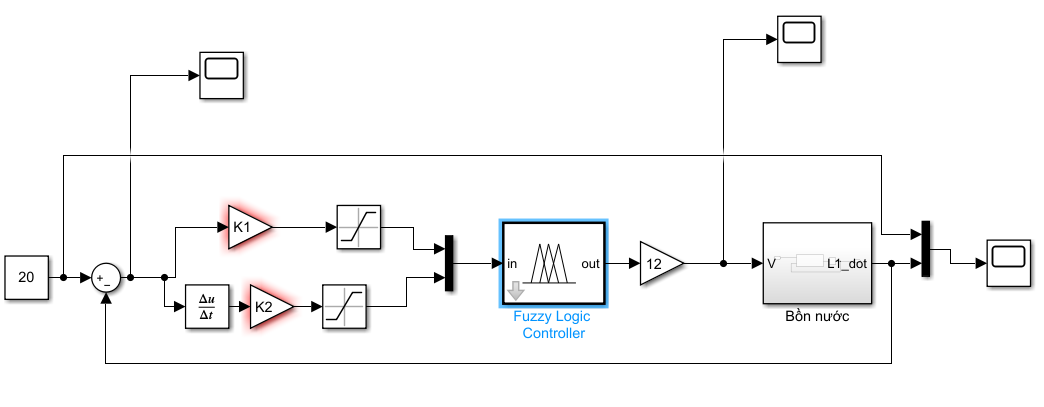 K1
20
+
−
Δu
Δt
K2
in
out
Fuzzy Logic
Controller
12
V
L1_dot
Bồn nước